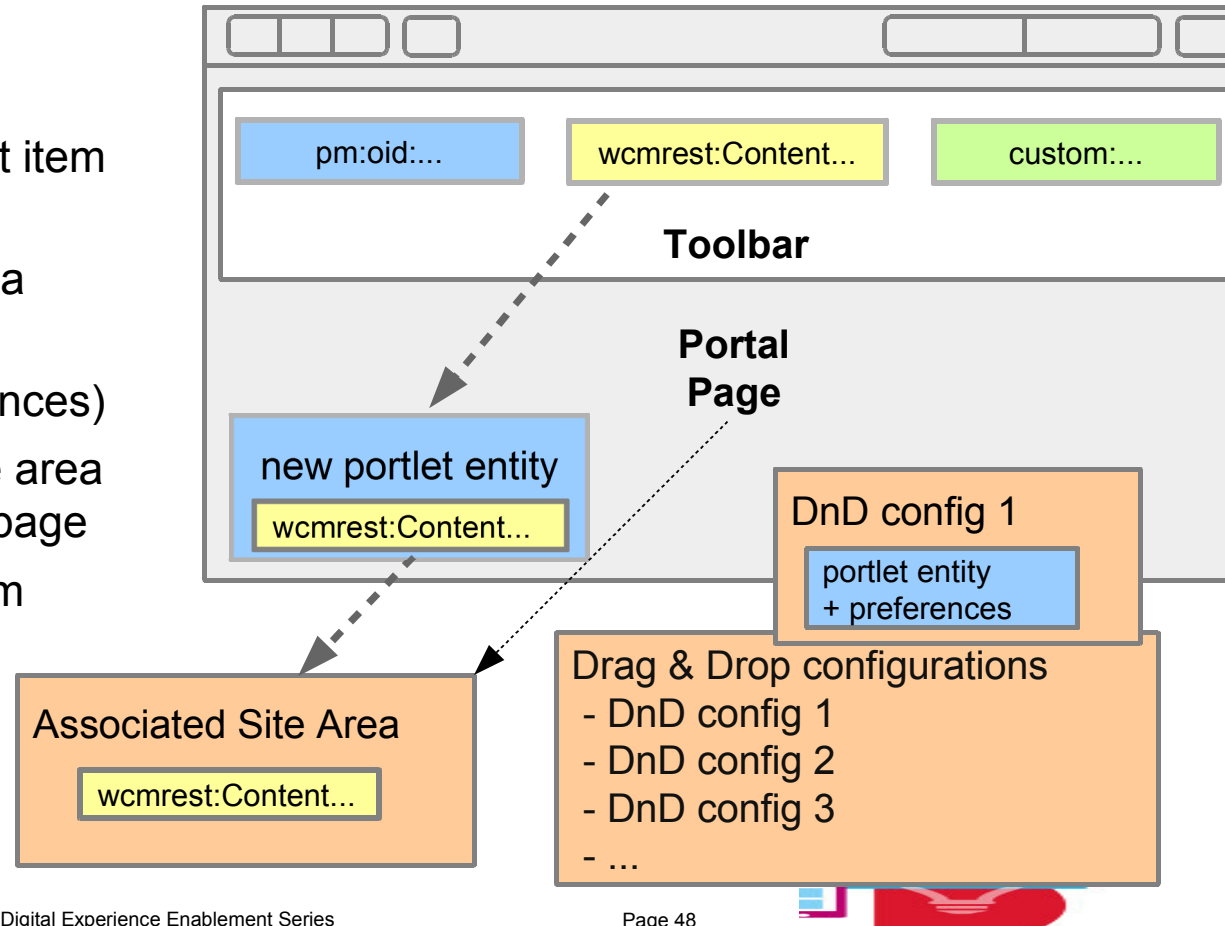 t item
a
nces)
e area
page
m
pm:oid:...
wcmrest:Content...
custom:...
Toolbar
Portal
Page
new portlet entity
wcmrest:Content...
DnD config 1
portlet entity
+ preferences
Associated Site Area
wcmrest:Content...
Drag & Drop configurations
- DnD config 1
- DnD config 2
- DnD config 3
- ...
Digital Experience Enablement Series
Page 48